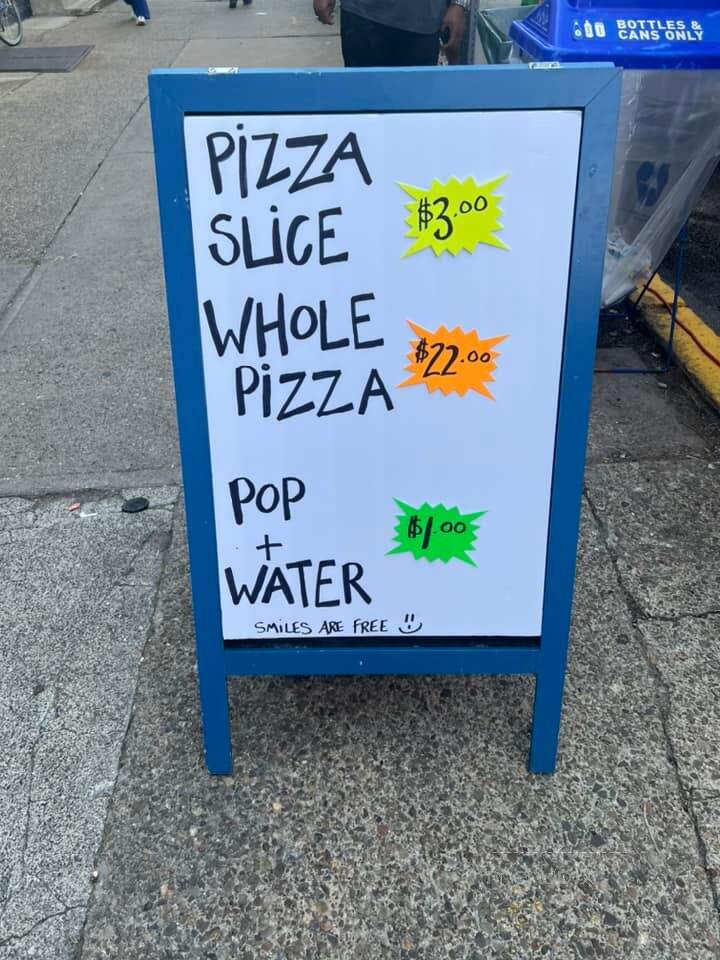 BOTTLES &
CANS ONLY
PIZZA
SLICE
$3.00
WHOLE
PIZZA
$22.00
POP
+
WATER
$1.00
SMILES ARE FREE